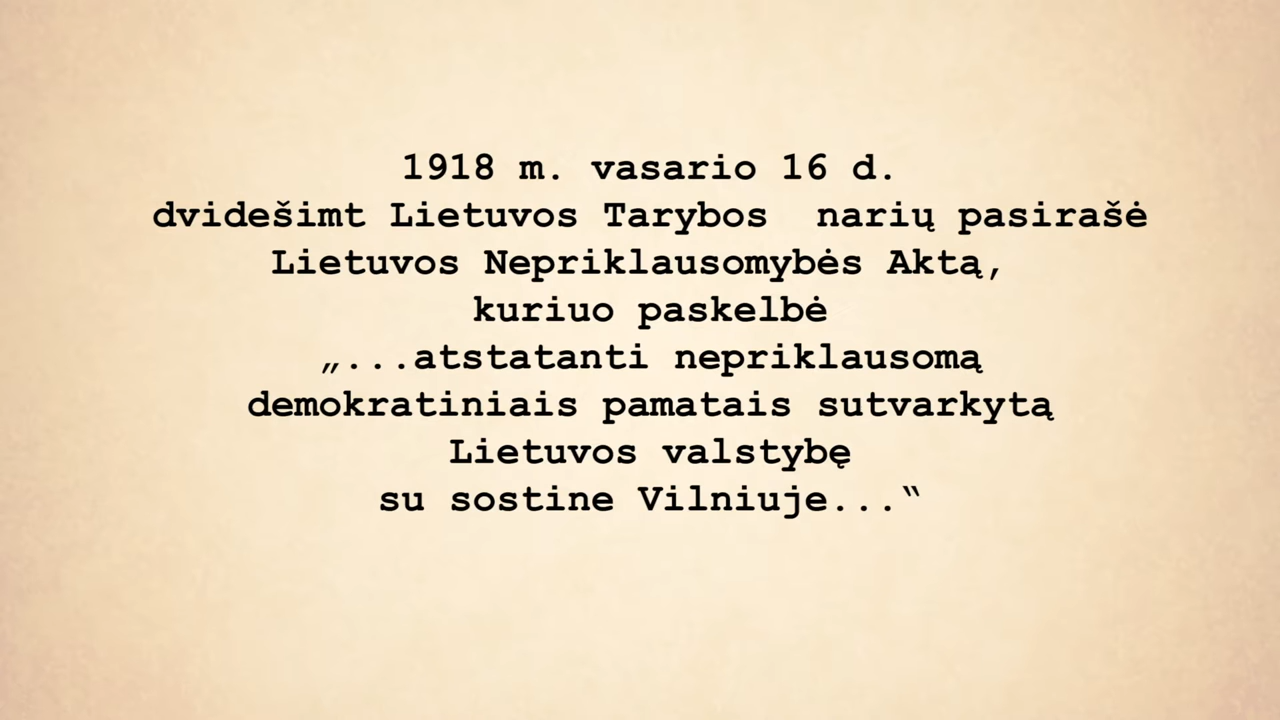 1918 m. vasario 16 d.
dvidešimt Lietuvos Tarybos  narių pasirašė
Lietuvos Nepriklausomybės Aktą,
kuriuo paskelbė
„...atstatanti nepriklausomą
demokratiniais pamatais sutvarkytą
Lietuvos valstybę
su sostine Vilniuje...“